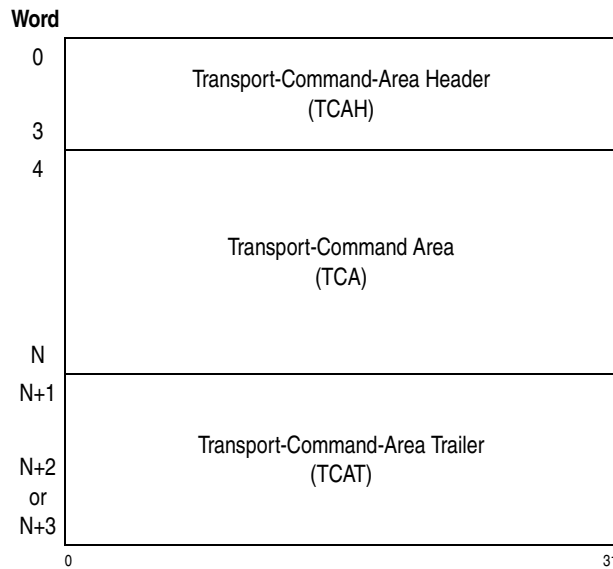 Word
0
Transport-Command-Area Header
(TCAH)
3
4
Transport-Command Area
(TCA)
N
N+1
Transport-Command-Area Trailer
(TCAT)
N+2
or
N+3
0
31